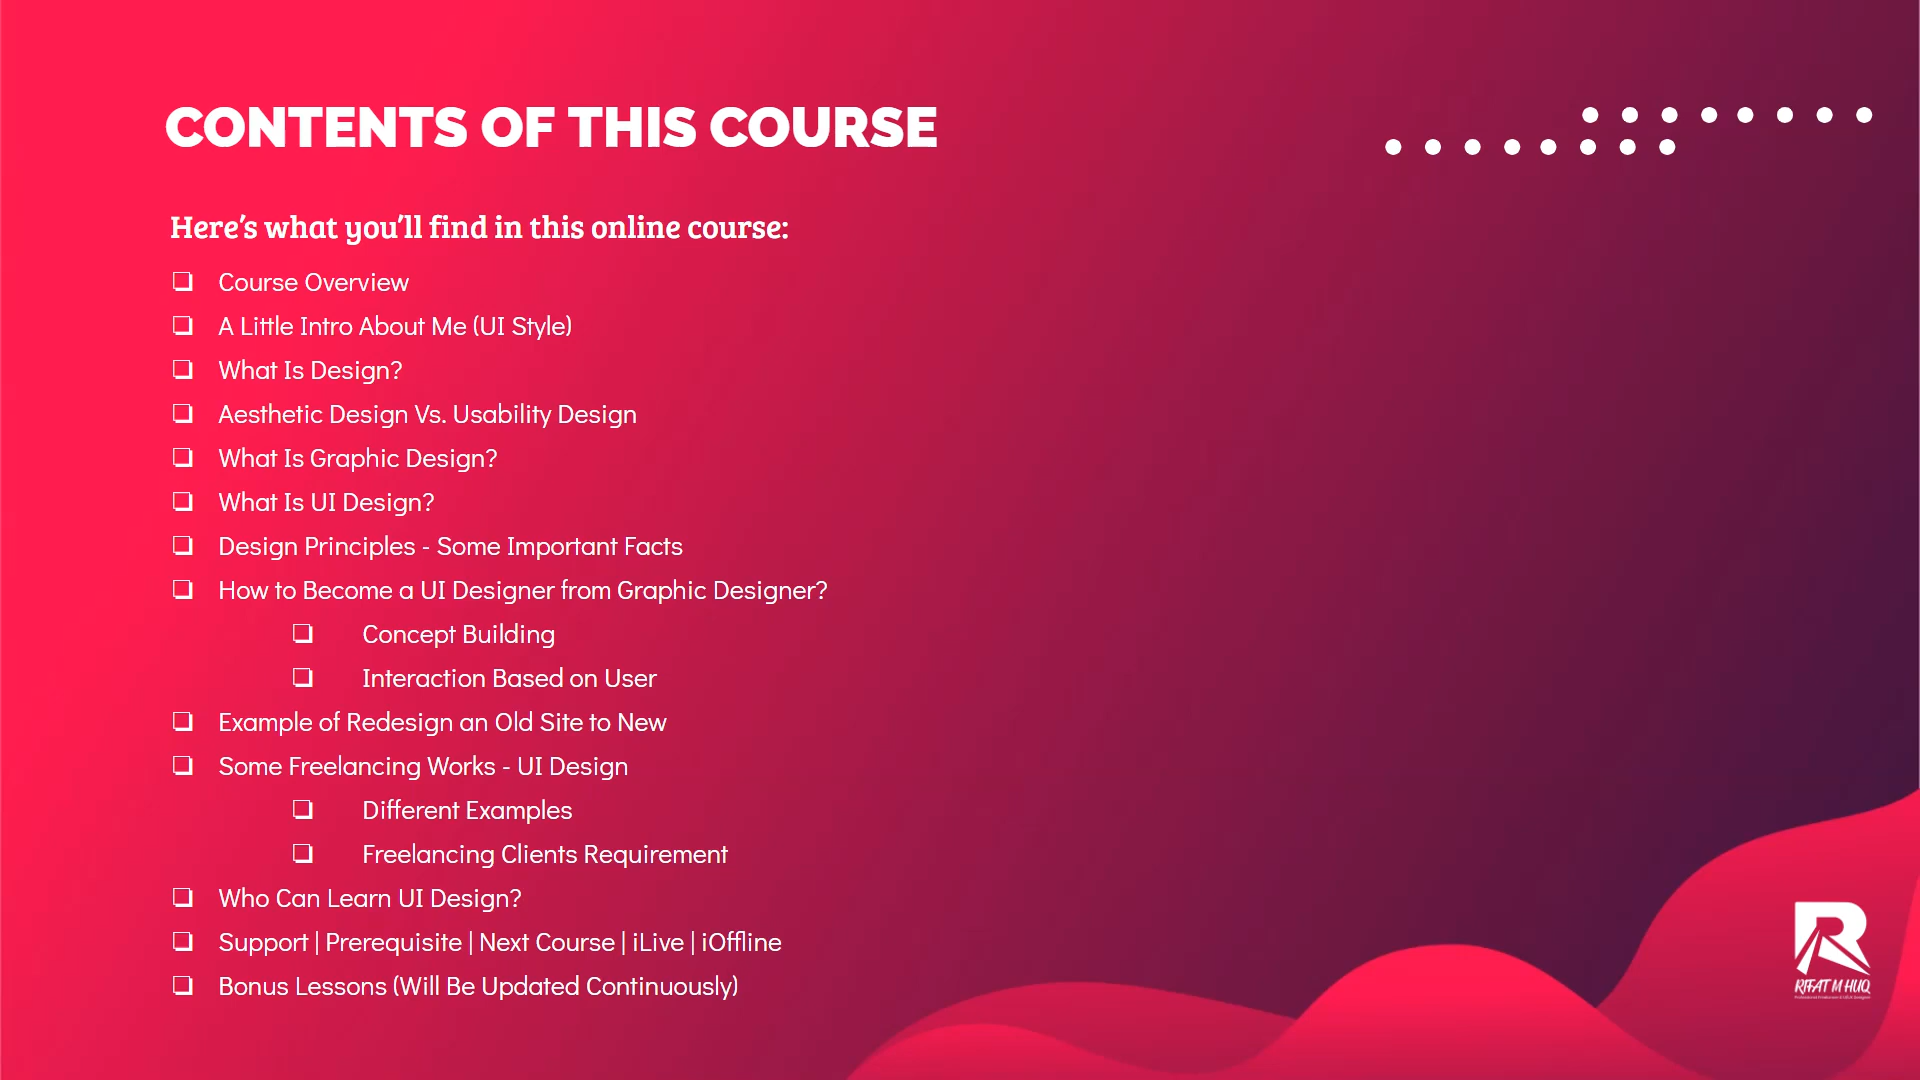 CONTENTS OF THIS COURSE
Here's what you'll find in this online course:
❏ Course Overview
❏ A Little Intro About Me (UI Style)
❏ What Is Design?
❏ Aesthetic Design Vs. Usability Design
❏ What Is Graphic Design?
❏ What Is UI Design?
❏ Design Principles - Some Important Facts
❏ How to Become a UI Designer from Graphic Designer?
❏ Concept Building
❏ Interaction Based on User
❏ Example of Redesign an Old Site to New
❏ Some Freelancing Works - UI Design
❏ Different Examples
❏ Freelancing Clients Requirement
❏ Who Can Learn UI Design?
❏ Support | Prerequisite | Next Course | iLive | iOffline
❏ Bonus Lessons (Will Be Updated Continuously)
R
RIFAT M HUQ